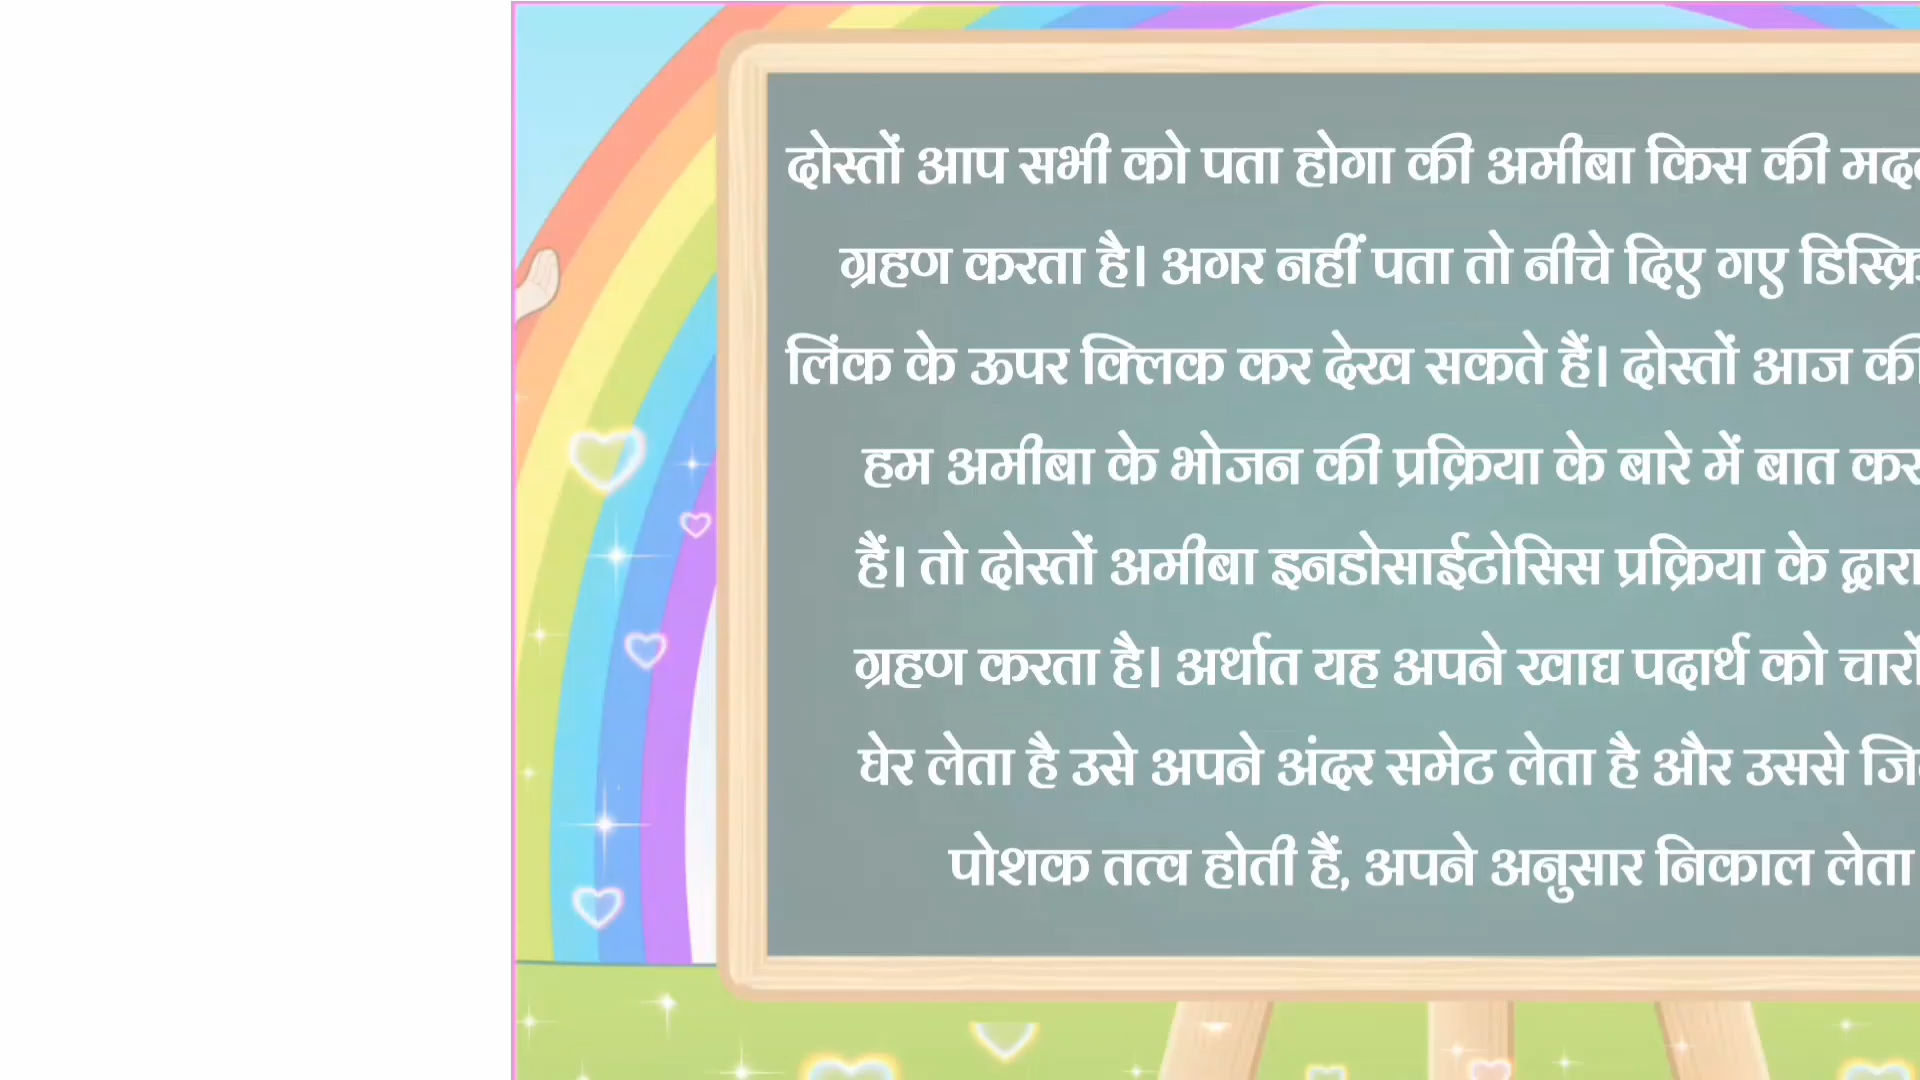 दोस्तों आप सभी को पता होगा की अमीबा किस की
ग्रहण करता है। अगर नहीं पता तो नीचे दिए गए
लिंक के ऊपर क्लिक कर देख सकते हैं। दोस्तों आज की
हम अमीबा के भोजन की प्रक्रिया के बारे में बात
हैं। तो दोस्तों अमीबा इनडोसाईटोसिस प्रक्रिया के द्वारा
ग्रहण करता है। अर्थात यह अपने खाद्य पदार्थ को चारों
घेर लेता है उसे अपने अंदर समेट लेता है और उससे
पोशक तत्व होती हैं, अपने अनुसार निकाल लेता